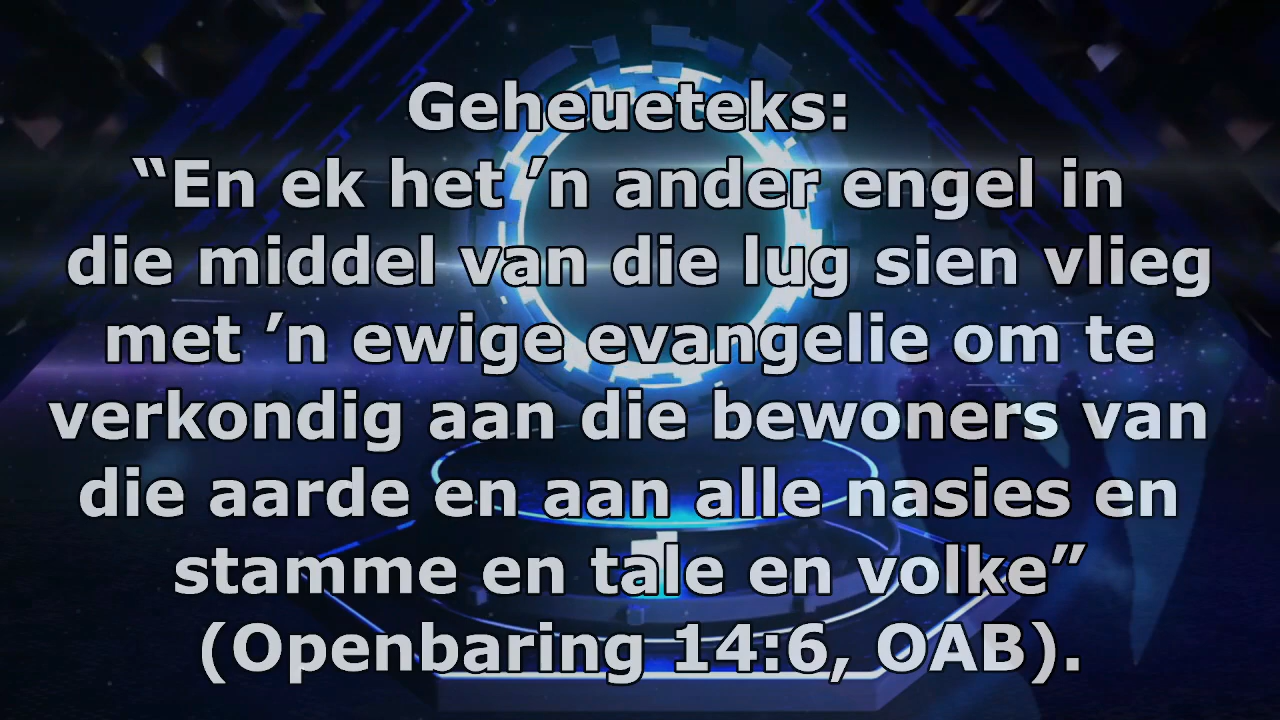 Geheueteks:
“En ek het ’n ander engel in
die middel van die lug sien vlieg
met ’n ewige evangelie om te
verkondig aan die bewoners van
die aarde en aan alle nasies en
stamme en tale en volke”
(Openbaring 14:6, OAB).